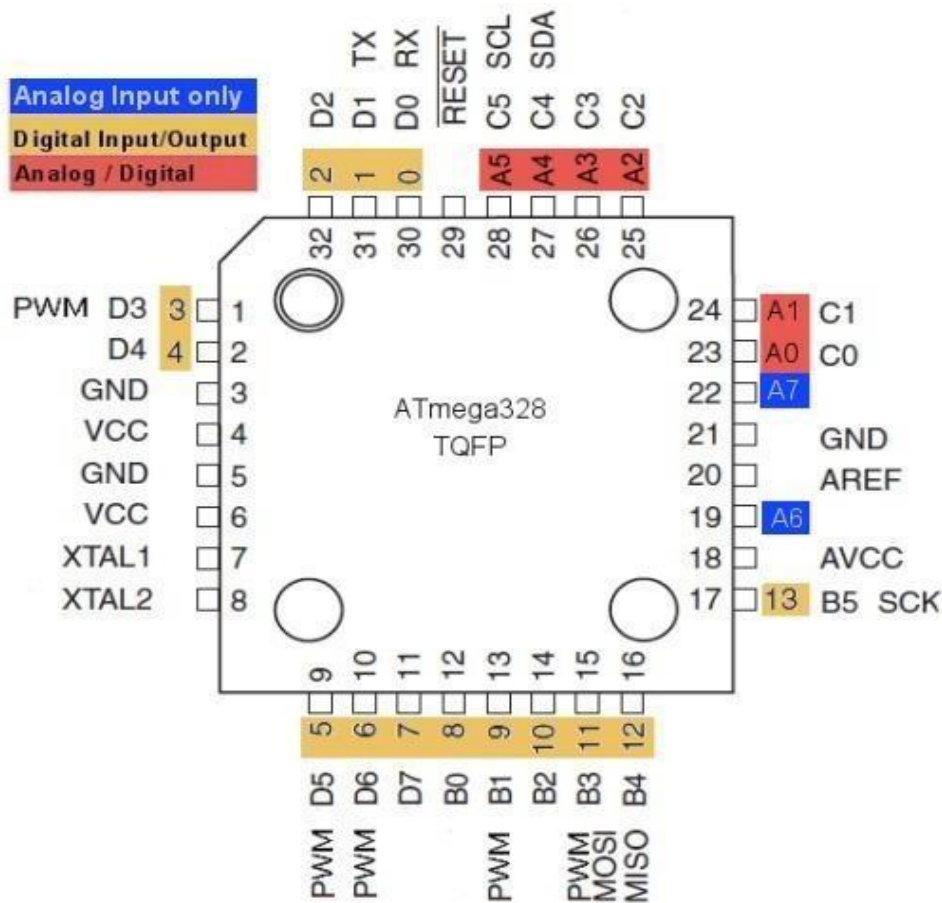 Analog Input only
Digital Input/Output
Analog / Digital
TX RX SCL SDA
D2 D1 D0 RESET C5 C4 C3 C2
2 1 0 A5 A4 A3 A2
32 31 30 29 28 27 26 25
PWM D3 3 1
D4 4 2
GND 3
VCC 4
GND 5
VCC 6
XTAL1 7
XTAL2 8
ATmega328
TQFP
24 A1 C1
23 A0 C0
22 A7
21 GND
20 AREF
19 A6
18 AVCC
17 13 B5 SCK
9 10 11 12 13 14 15 16
5 6 7 8 9 10 11 12
D5 D6 D7 B0 B1 B2 B3 B4
PWM PWM PWM PWM MOSI MISO